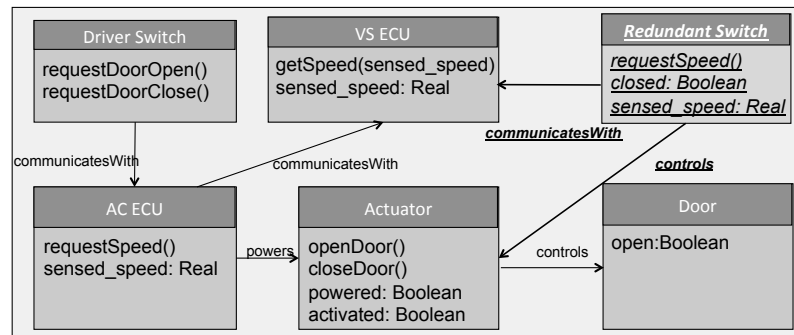 Driver Switch
requestDoorOpen()
requestDoorClose()
VS ECU
getSpeed(sensed_speed)
sensed_speed: Real
Redundant Switch
requestSpeed()
closed: Boolean
sensed_speed: Real
communicatesWith
communicatesWith
communicatesWith
controls
AC ECU
requestSpeed()
sensed_speed: Real
powers
Actuator
openDoor()
closeDoor()
powered: Boolean
activated: Boolean
controls
Door
open:Boolean